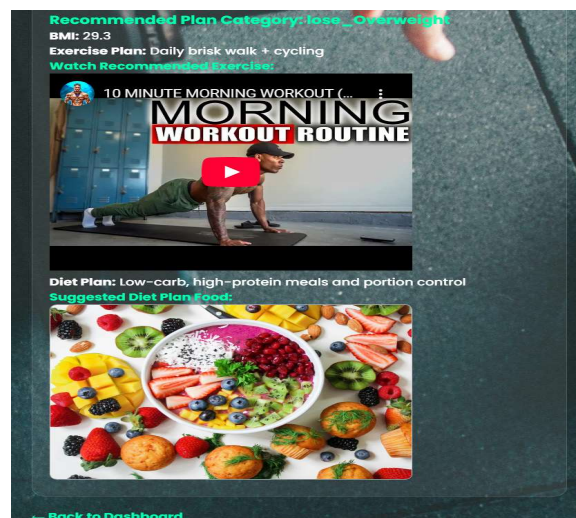 Recommended Plan Category: lose_Overweight
BMI: 29.3
Exercise Plan: Daily brisk walk + cycling
Watch Recommended Exercise:
10 MINUTE MORNING WORKOUT (...
MORNING
WORKOUT ROUTINE
Diet Plan: Low-carb, high-protein meals and portion control
Suggested Diet Plan Food:
← Back to Dashboard